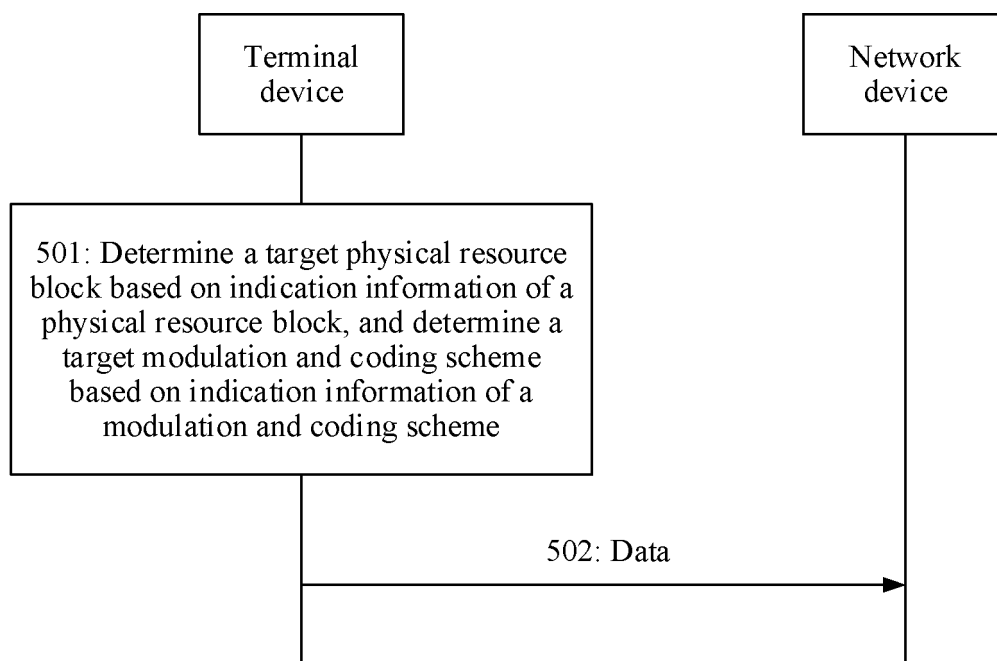 Terminal
device
Network
device
501: Determine a target physical resource
block based on indication information of a
physical resource block, and determine a
target modulation and coding scheme
based on indication information of a
modulation and coding scheme
502: Data